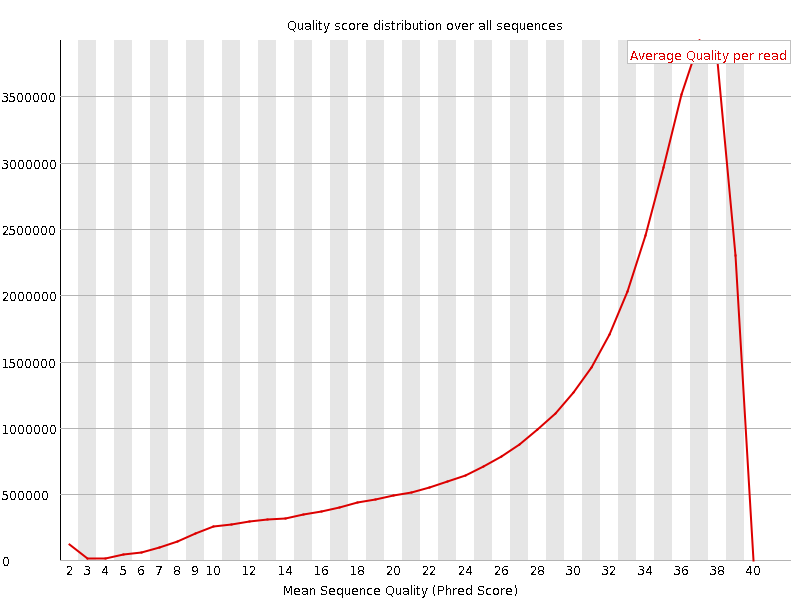 Quality score distribution over all sequences
Average Quality per read
3500000
3000000
2500000
2000000
1500000
1000000
500000
0
2 3 4 5 6 7 8 9 10 12 14 16 18 20 22 24 26 28 30 32 34 36 38 40
Mean Sequence Quality (Phred Score)